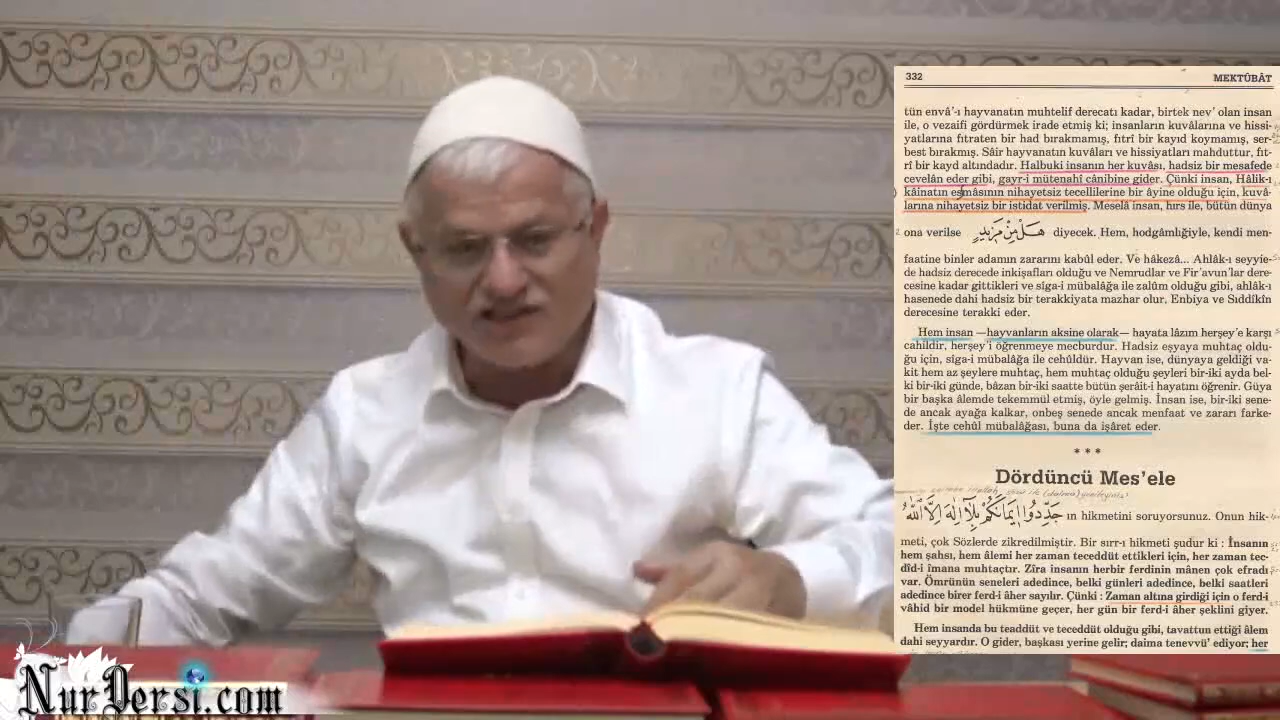 332
MEKTÛBÂT
tün envâ'-ı hayvanatın muhtelif derecatı kadar, birtek nev' olan insan
ile, o vezaifi gördürmek irade etmiş ki; insanların kuvâlarına ve hissi-
yatlarına fıtraten bir had bırakmamış, fıtrî bir kayıd koymamış, ser-
best bırakmış. Sâir hayvanatın kuvâları ve hissiyatları mahduttur, fıt-
rî bir kayd altındadır. Halbuki insanın her kuvâsı, hadsiz bir mesafede
cevelân eder gibi, gayr-i mütenahî cânibine gider. Çünki insan, Hâlik-ı
kâinatın esmâsının nihayetsiz tecellilerine bir âyine olduğu için, kuvâ-
larına nihayetsiz bir istidat verilmiş. Meselâ insan, hırs ile, bütün dünya
ona verilse هَلْ مِنْ مَزِيدٍ diyecek. Hem, hodgâmlığiyle, kendi men-
faatine binler adamın zararını kabûl eder. Ve hâkezâ... Ahlâk-ı seyyie-
de hadsiz derecede inkişafları olduğu ve Nemrudlar ve Fir'avun'lar dere-
cesine kadar gittikleri ve sîga-i mübalâğa ile zalûm olduğu gibi, ahlâk-ı
hasenede dahi hadsiz bir terakkiyata mazhar olur, Enbiya ve Sıddîkîn
derecesine terakki eder.
Hem insan —hayvanların aksine olarak— hayata lâzım herşey'e karşı
cahildir, herşey'i öğrenmeye mecburdur. Hadsiz eşyaya muhtaç oldu-
ğu için, sîga-i mübalâğa ile cehûldür. Hayvan ise, dünyaya geldiği va-
kit hem az şeylere muhtaç, hem muhtaç olduğu şeyleri bir-iki ayda bel-
ki bir-iki günde, bâzan bir-iki saatte bütün şerâit-i hayatını öğrenir. Güya
bir başka âlemde tekemmül etmiş, öyle gelmiş. İnsan ise, bir-iki sene-
de ancak ayağa kalkar, onbeş senede ancak menfaat ve zararı farke-
der. İşte cehûl mübalâğası, buna da işâret eder.
* * *
Dördüncü Mes'ele
جَدِّدُوا اِيمَانَكُمْ بِلَآ اِلٰهَ اِلَّا اللّٰهُ ın hikmetini soruyorsunuz. Onun hik-
meti, çok Sözlerde zikredilmiştir. Bir sırr-ı hikmeti şudur ki : İnsanın
hem şahsı, hem âlemi her zaman teceddüt ettikleri için, her zaman tec-
dîd-i îmana muhtaçtır. Zîra insanın herbir ferdinin mânen çok efradı
var. Ömrünün seneleri adedince, belki günleri adedince, belki saatleri
adedince birer ferd-i âher sayılır. Çünki : Zaman altına girdiği için o ferd-i
vâhid bir model hükmüne geçer, her gün bir ferd-i âher şeklini giyer.
Hem insanda bu teaddüt ve teceddüt olduğu gibi, tavattun ettiği âlem
dahi seyyardır. O gider, başkası yerine gelir; daima tenevvü' ediyor; her
NurDersi.com